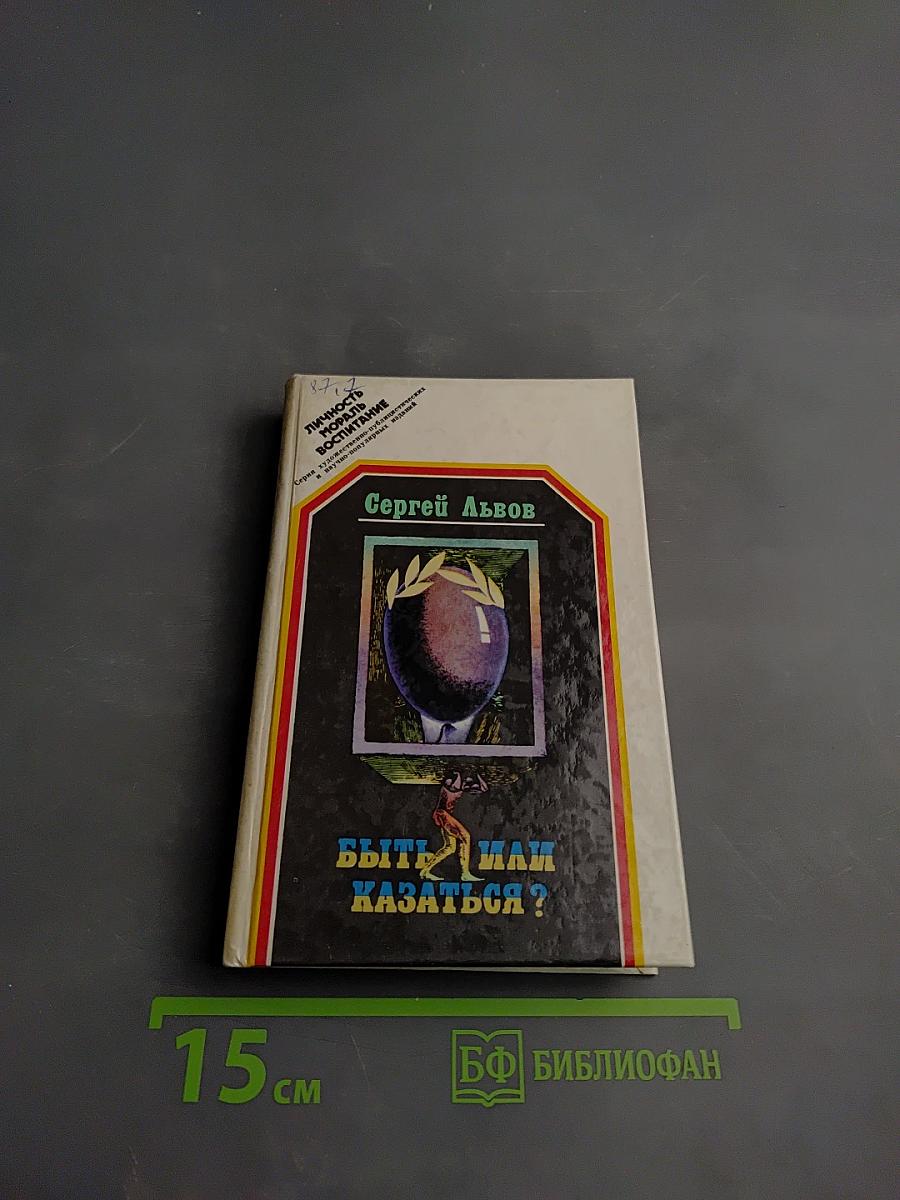 87,7
ЛИЧНОСТЬ
МОРАЛЬ
ВОСПИТАНИЕ
Серия художественно-публицистических
и научно-популярных изданий
Сергей Львов
БЫТЬ ИЛИ
КАЗАТЬСЯ?
15 см
БФ БИБЛИОФАН